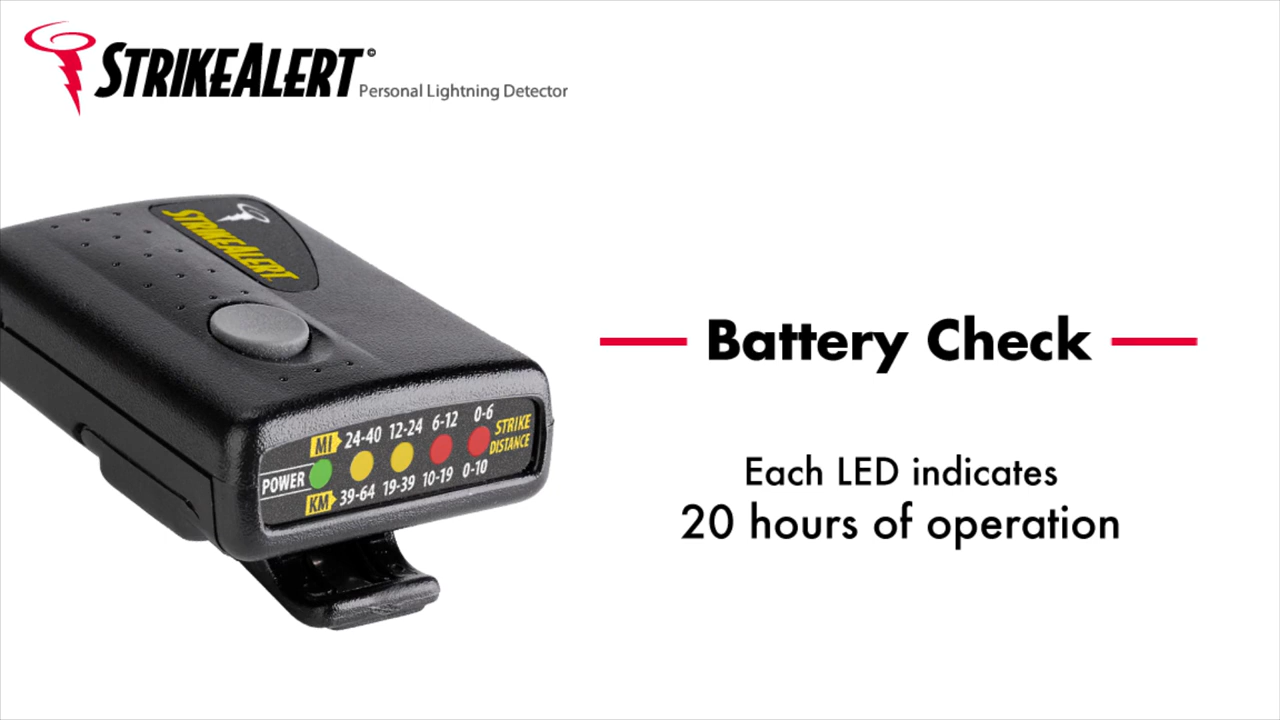 STRIKEALERT©
Personal Lightning Detector
STRIKEALERT
Battery Check
MI 24-40 12-24 6-12 0-6 STRIKE DISTANCE
POWER
KM 39-64 19-39 10-19 0-10
Each LED indicates
20 hours of operation